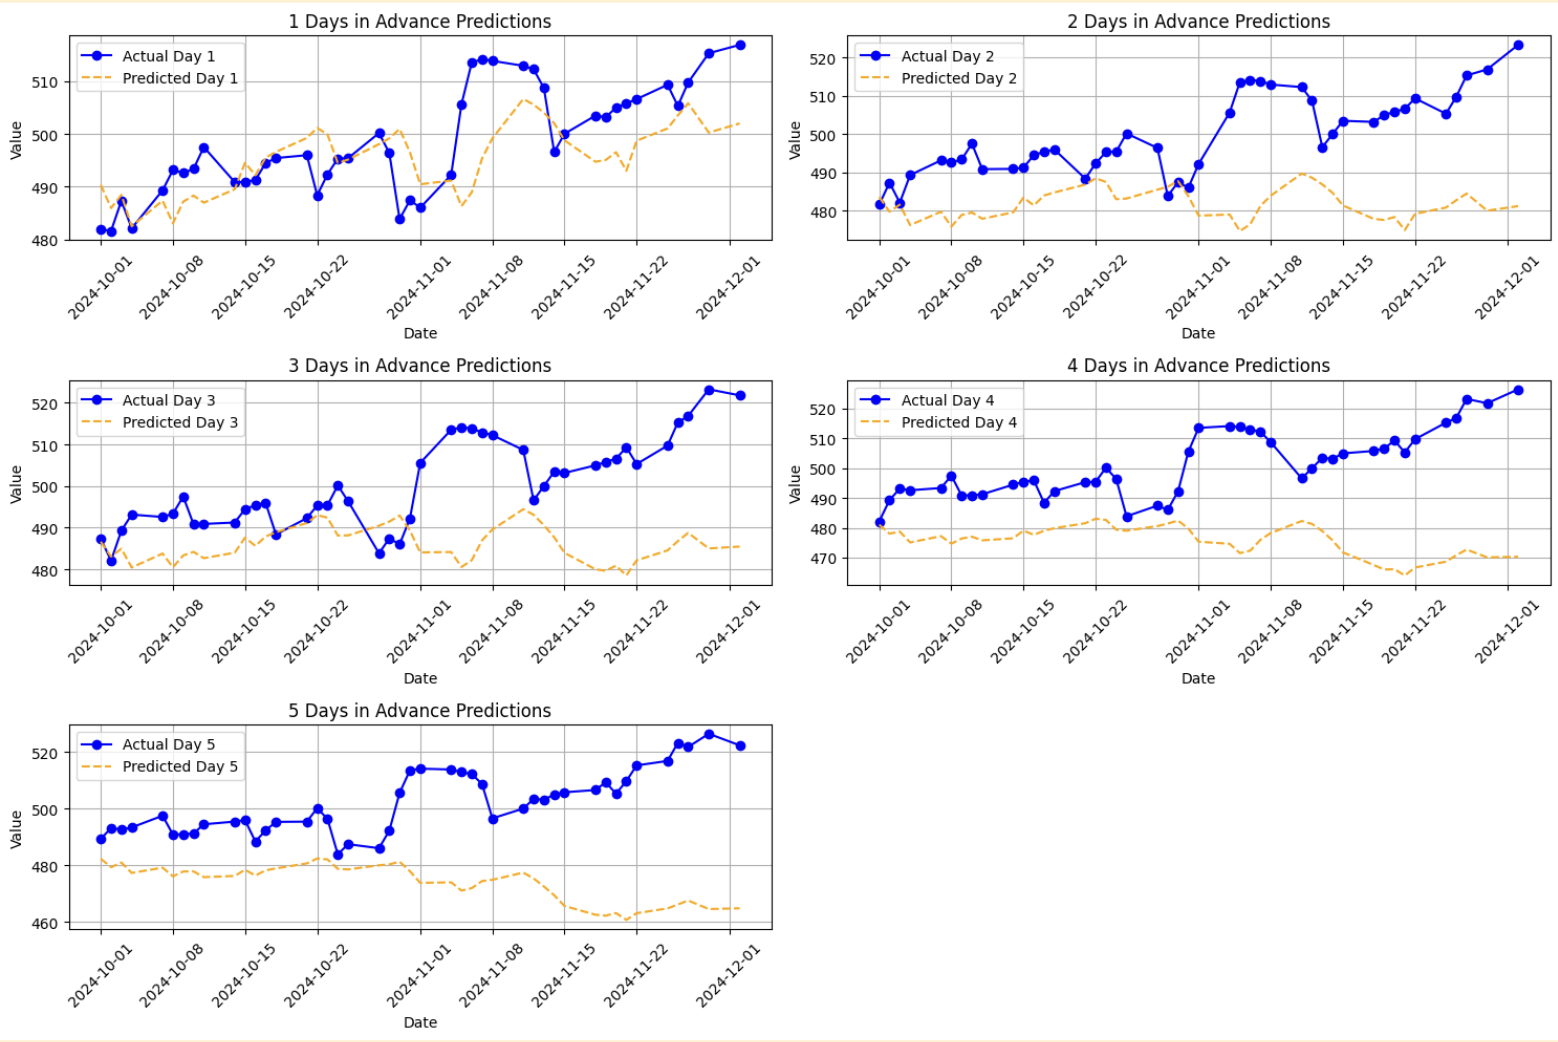 1 Days in Advance Predictions
Actual Day 1
Predicted Day 1
Value
510
500
490
480
2024-10-01
2024-10-08
2024-10-15
2024-10-22
2024-11-01
2024-11-08
2024-11-15
2024-11-22
2024-12-01
Date
2 Days in Advance Predictions
Actual Day 2
Predicted Day 2
Value
520
510
500
490
480
2024-10-01
2024-10-08
2024-10-15
2024-10-22
2024-11-01
2024-11-08
2024-11-15
2024-11-22
2024-12-01
Date
3 Days in Advance Predictions
Actual Day 3
Predicted Day 3
Value
520
510
500
490
480
2024-10-01
2024-10-08
2024-10-15
2024-10-22
2024-11-01
2024-11-08
2024-11-15
2024-11-22
2024-12-01
Date
4 Days in Advance Predictions
Actual Day 4
Predicted Day 4
Value
520
510
500
490
480
470
2024-10-01
2024-10-08
2024-10-15
2024-10-22
2024-11-01
2024-11-08
2024-11-15
2024-11-22
2024-12-01
Date
5 Days in Advance Predictions
Actual Day 5
Predicted Day 5
Value
520
500
480
460
2024-10-01
2024-10-08
2024-10-15
2024-10-22
2024-11-01
2024-11-08
2024-11-15
2024-11-22
2024-12-01
Date